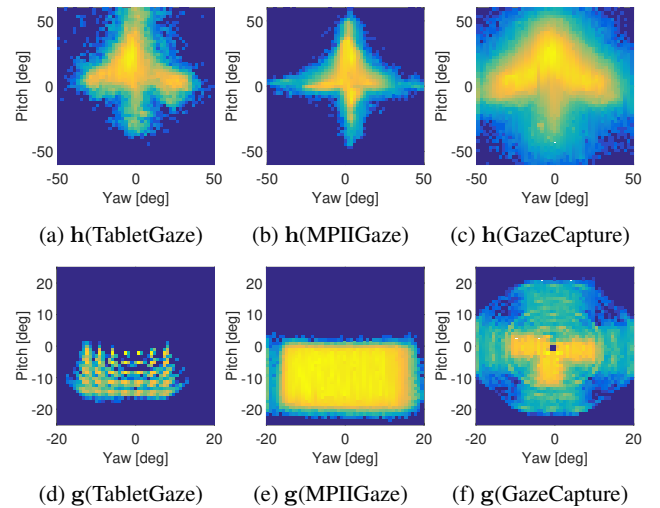 50
0
-50
Pitch [deg]
-50 0 50
Yaw [deg]
(a) h(TabletGaze)
50
0
-50
Pitch [deg]
-50 0 50
Yaw [deg]
(b) h(MPIIGaze)
50
0
-50
Pitch [deg]
-50 0 50
Yaw [deg]
(c) h(GazeCapture)
20
10
0
-10
-20
Pitch [deg]
-20 0 20
Yaw [deg]
(d) g(TabletGaze)
20
10
0
-10
-20
Pitch [deg]
-20 0 20
Yaw [deg]
(e) g(MPIIGaze)
20
10
0
-10
-20
Pitch [deg]
-20 0 20
Yaw [deg]
(f) g(GazeCapture)